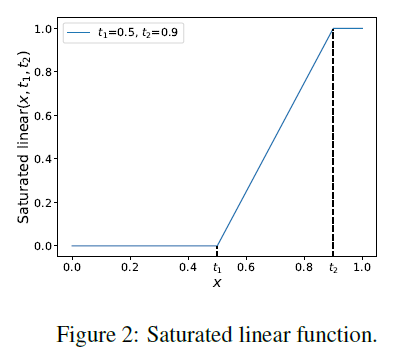 t₁=0.5, t₂=0.9
Saturated linear(x, t₁, t₂)
1.0
0.8
0.6
0.4
0.2
0.0
0.0 0.2 0.4 t₁ 0.6 0.8 t₂ 1.0
x
Figure 2: Saturated linear function.